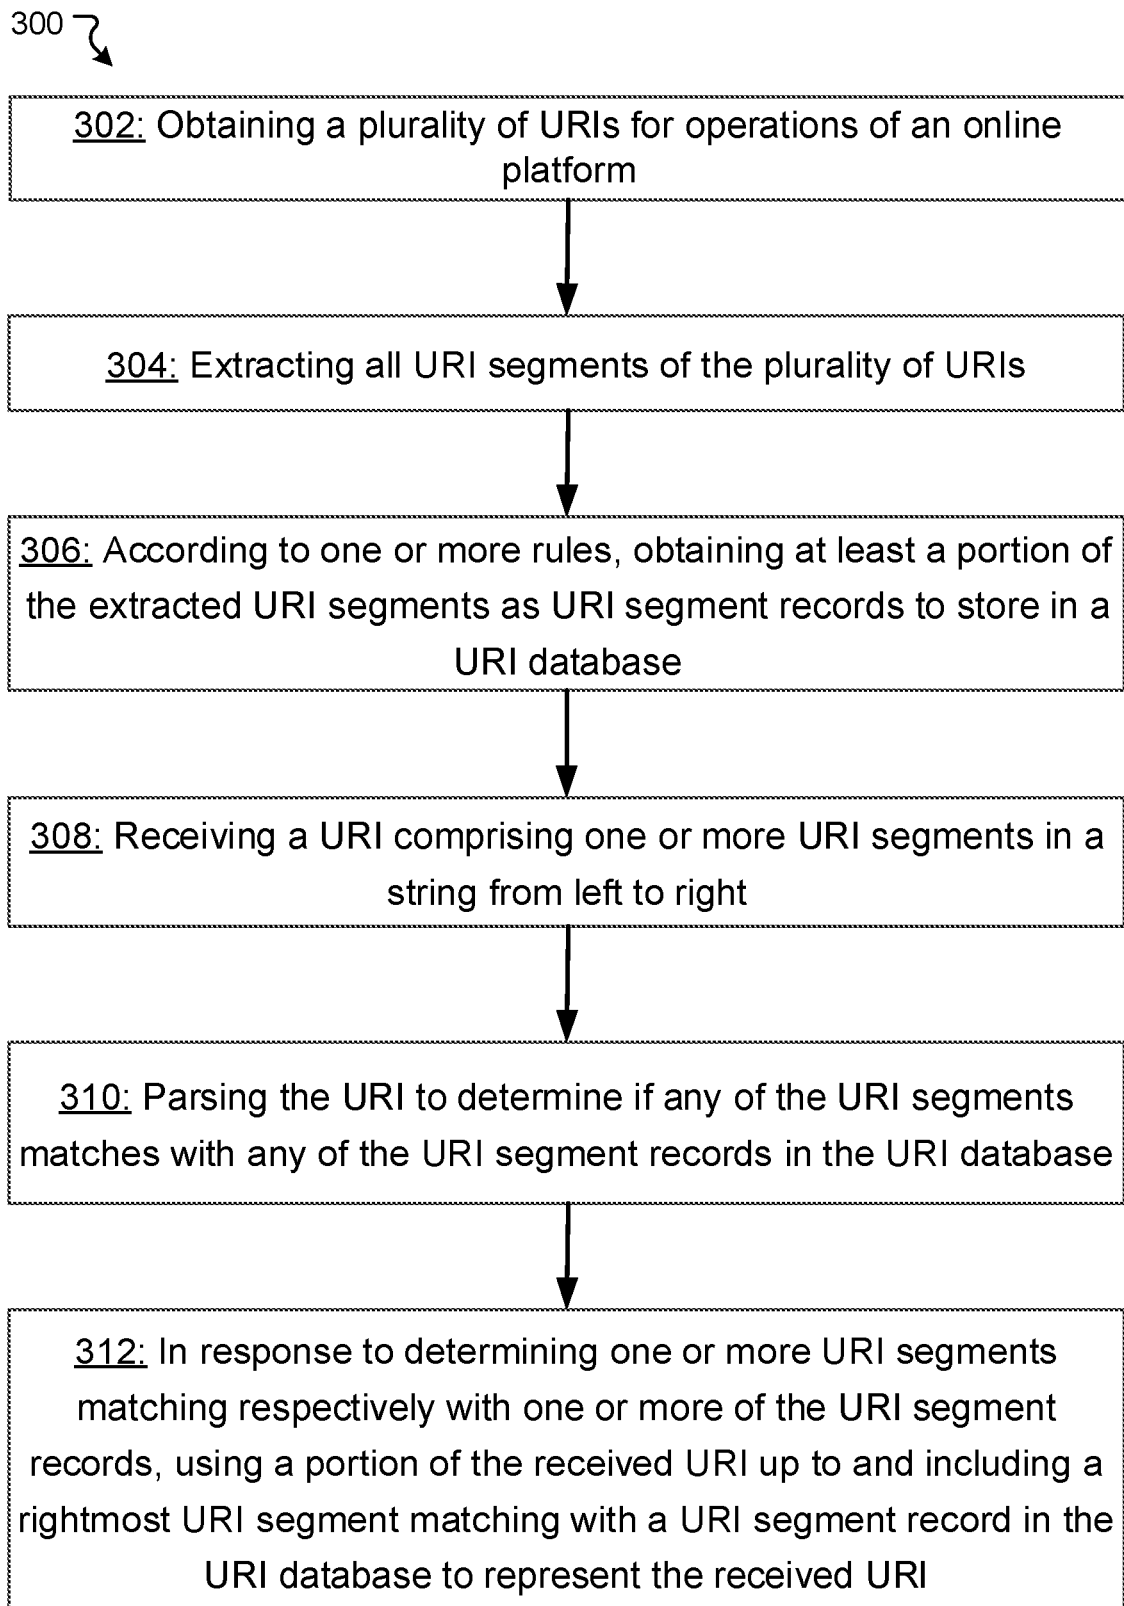 300
302: Obtaining a plurality of URIs for operations of an online
platform
304: Extracting all URI segments of the plurality of URIs
306: According to one or more rules, obtaining at least a portion of
the extracted URI segments as URI segment records to store in a
URI database
308: Receiving a URI comprising one or more URI segments in a
string from left to right
310: Parsing the URI to determine if any of the URI segments
matches with any of the URI segment records in the URI database
312: In response to determining one or more URI segments
matching respectively with one or more of the URI segment
records, using a portion of the received URI up to and including a
rightmost URI segment matching with a URI segment record in the
URI database to represent the received URI